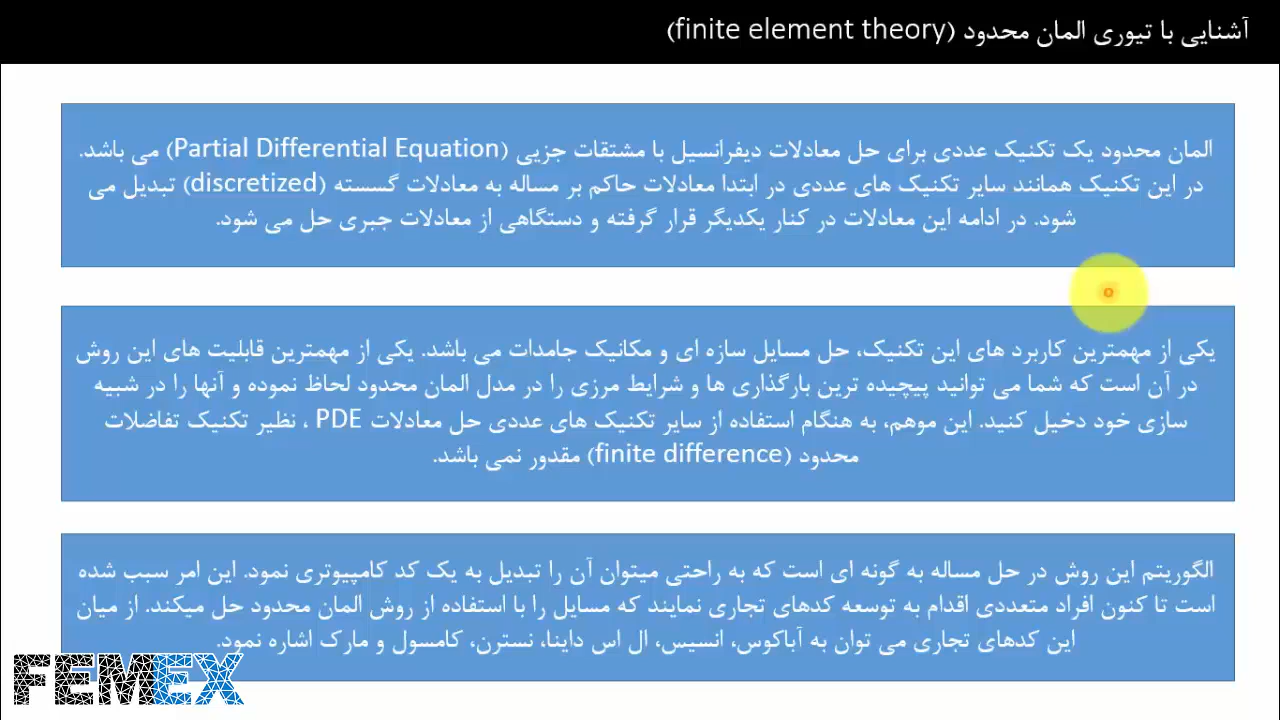 آشنایی با تیوری المان محدود (finite element theory)
المان محدود یک تکنیک عددی برای حل معادلات دیفرانسیل با مشتقات جزیی (Partial Differential Equation) می باشد.
در این تکنیک همانند سایر تکنیک های عددی در ابتدا معادلات حاکم بر مساله به معادلات گسسته (discretized) تبدیل می
شود. در ادامه این معادلات در کنار یکدیگر قرار گرفته و دستگاهی از معادلات جبری حل می شود.
یکی از مهمترین کاربرد های این تکنیک، حل مسایل سازه ای و مکانیک جامدات می باشد. یکی از مهمترین قابلیت های این روش
در آن است که شما می توانید پیچیده ترین بارگذاری ها و شرایط مرزی را در مدل المان محدود لحاظ نموده و آنها را در شبیه
سازی خود دخیل کنید. این موهم، به هنگام استفاده از سایر تکنیک های عددی حل معادلات PDE ، نظیر تکنیک تفاضلات
محدود (finite difference) مقدور نمی باشد.
الگوریتم این روش در حل مساله به گونه ای است که به راحتی میتوان آن را تبدیل به یک کد کامپیوتری نمود. این امر سبب شده
است تا کنون افراد متعددی اقدام به توسعه کدهای تجاری نمایند که مسایل را با استفاده از روش المان محدود حل میکند. از میان
این کدهای تجاری می توان به آباکوس، انسیس، ال اس داینا، نسترن، کامسول و مارک اشاره نمود.
FEMEX